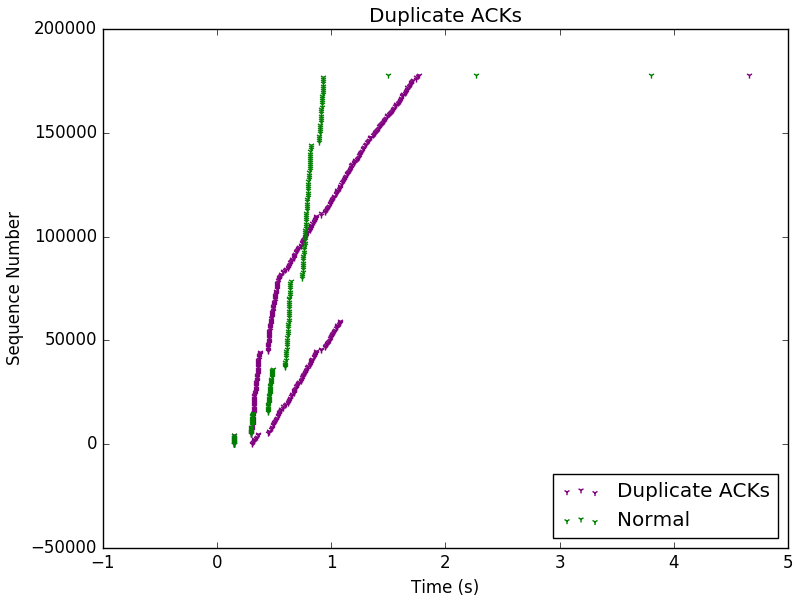 Duplicate ACKs
200000
150000
100000
50000
0
−50000
Sequence Number
−1 0 1 2 3 4 5
Time (s)
Duplicate ACKs
Normal